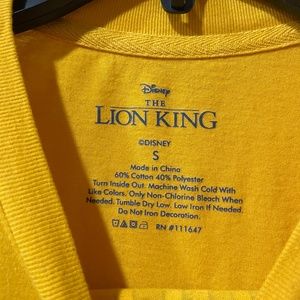 Disney
THE
LION KING
©DISNEY
S
Made in China
60% Cotton 40% Polyester
Turn Inside Out. Machine Wash Cold With
Like Colors. Only Non-Chlorine Bleach When
Needed. Tumble Dry Low. Low Iron If Needed.
Do Not Iron Decoration.
RN #111647